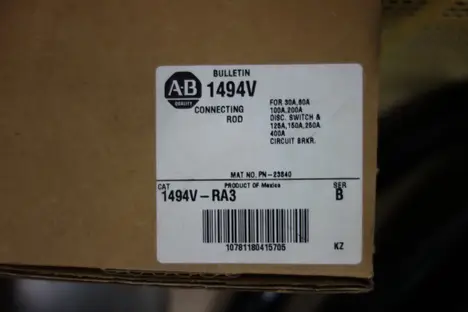 BULLETIN
A-B QUALITY 1494V
CONNECTING ROD
FOR 30A,60A
100A,200A
DISC. SWITCH &
125A,150A,250A
400A
CIRCUIT BRKR.
MAT NO. PN-23640
CAT PRODUCT OF Mexico SER
1494V-RA3 B
10781180415705 KZ